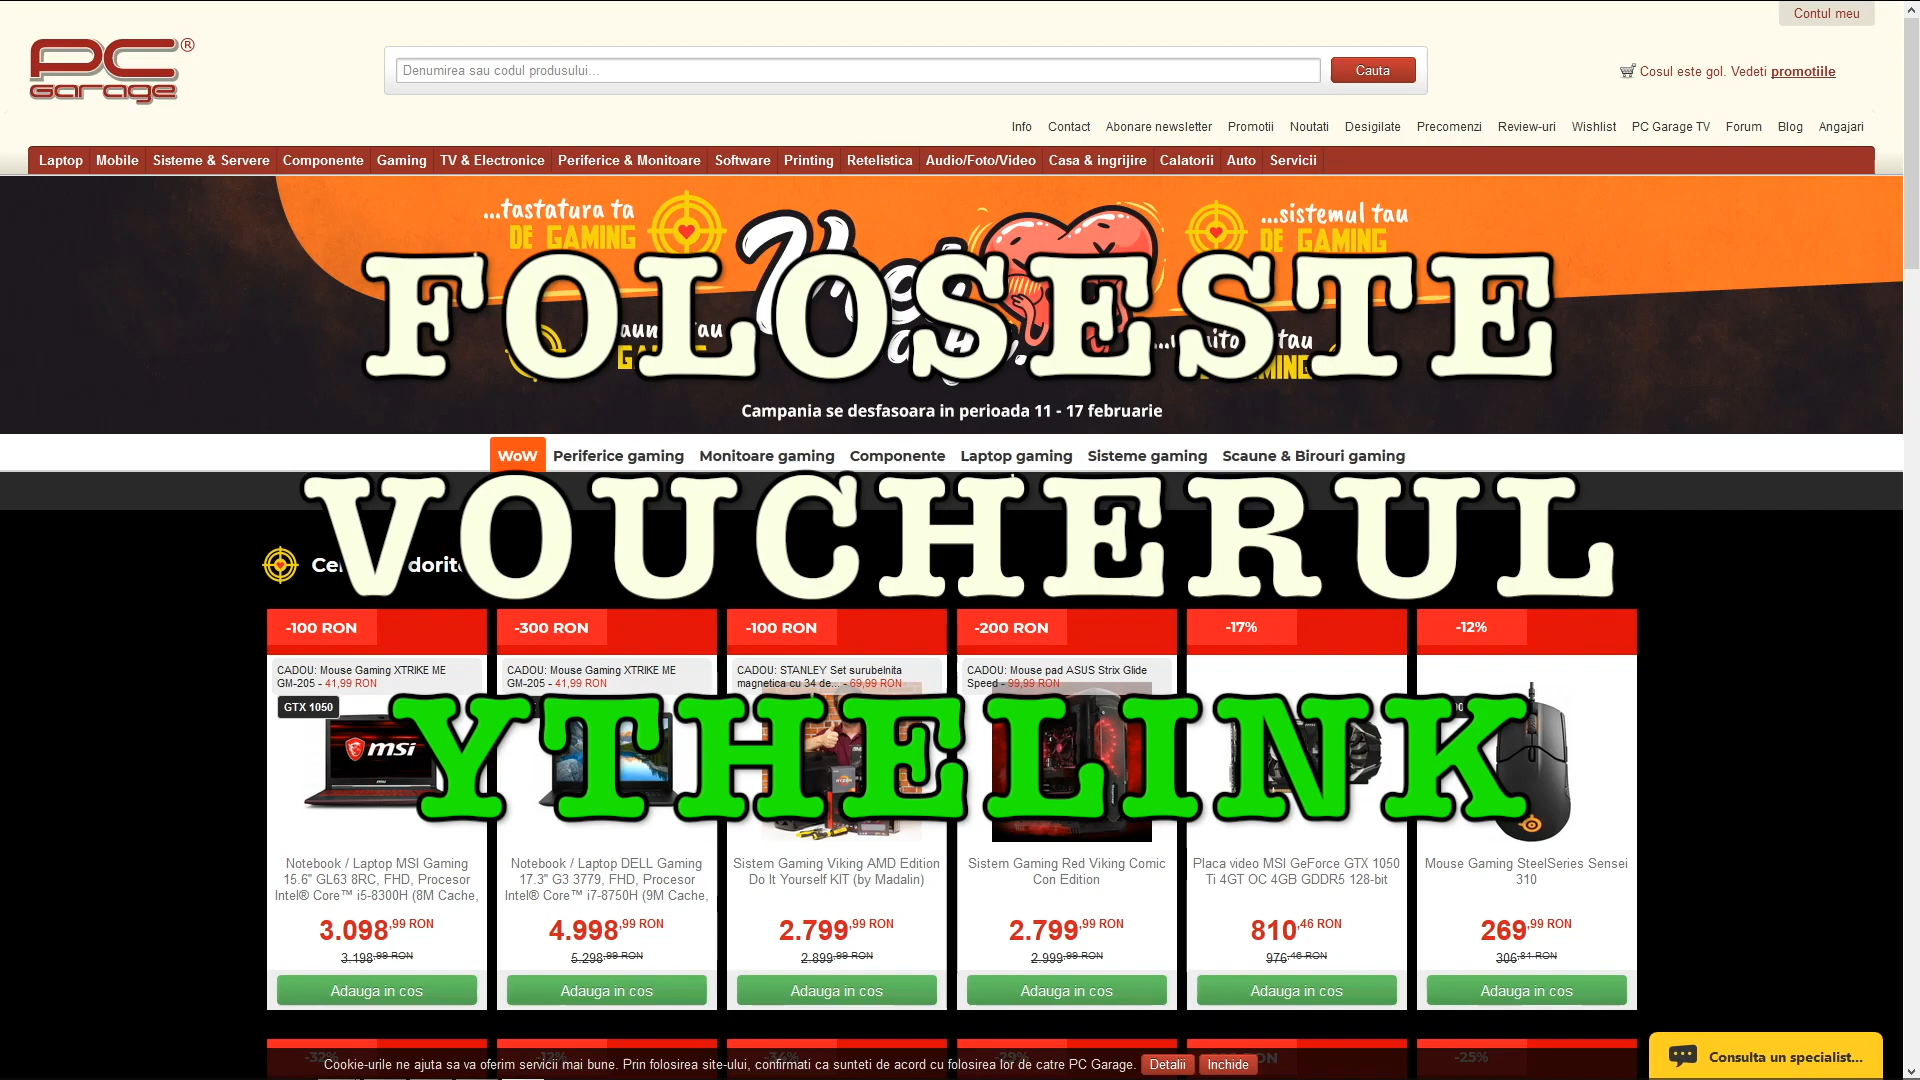 Contul meu
PC Garage®
Denumirea sau codul produsului...
Cauta
Cosul este gol. Vedeti promotiile
Info Contact Abonare newsletter Promotii Noutati Desigilate Precomenzi Review-uri Wishlist PC Garage TV Forum Blog Angajari
Laptop Mobile Sisteme & Servere Componente Gaming TV & Electronice Periferice & Monitoare Software Printing Retelistica Audio/Foto/Video Casa & ingrijire Calatorii Auto Servicii
...tastatura ta
DE GAMING
...sistemul tau
DE GAMING
FOLOSESTE
Campania se desfasoara in perioada 11 - 17 februarie
WoW Periferice gaming Monitoare gaming Componente Laptop gaming Sisteme gaming Scaune & Birouri gaming
VOUCHERUL
-100 RON -300 RON -100 RON -200 RON -17% -12%
CADOU: Mouse Gaming XTRIKE ME
GM-205 - 41,99 RON
CADOU: Mouse Gaming XTRIKE ME
GM-205 - 41,99 RON
CADOU: STANLEY Set surubelnita
magnetica cu 34 de... - 69,99 RON
CADOU: Mouse pad ASUS Strix Glide
Speed - 99,99 RON
GTX 1050
msi
YTHELINK
Notebook / Laptop MSI Gaming
15.6" GL63 8RC, FHD, Procesor
Intel® Core™ i5-8300H (8M Cache,
Notebook / Laptop DELL Gaming
17.3" G3 3779, FHD, Procesor
Intel® Core™ i7-8750H (9M Cache,
Sistem Gaming Viking AMD Edition
Do It Yourself KIT (by Madalin)
Sistem Gaming Red Viking Comic
Con Edition
Placa video MSI GeForce GTX 1050
Ti 4GT OC 4GB GDDR5 128-bit
Mouse Gaming SteelSeries Sensei
310
3.098,99 RON 4.998,99 RON 2.799,99 RON 2.799,99 RON 810,46 RON 269,99 RON
3.198,99 RON 5.298,99 RON 2.899,99 RON 2.999,99 RON 976,46 RON 306,81 RON
Adauga in cos Adauga in cos Adauga in cos Adauga in cos Adauga in cos Adauga in cos
-32% -12% -29% -25%
Cookie-urile ne ajuta sa va oferim servicii mai bune. Prin folosirea site-ului, confirmati ca sunteti de acord cu folosirea lor de catre PC Garage. Detalii Inchide
Consulta un specialist...